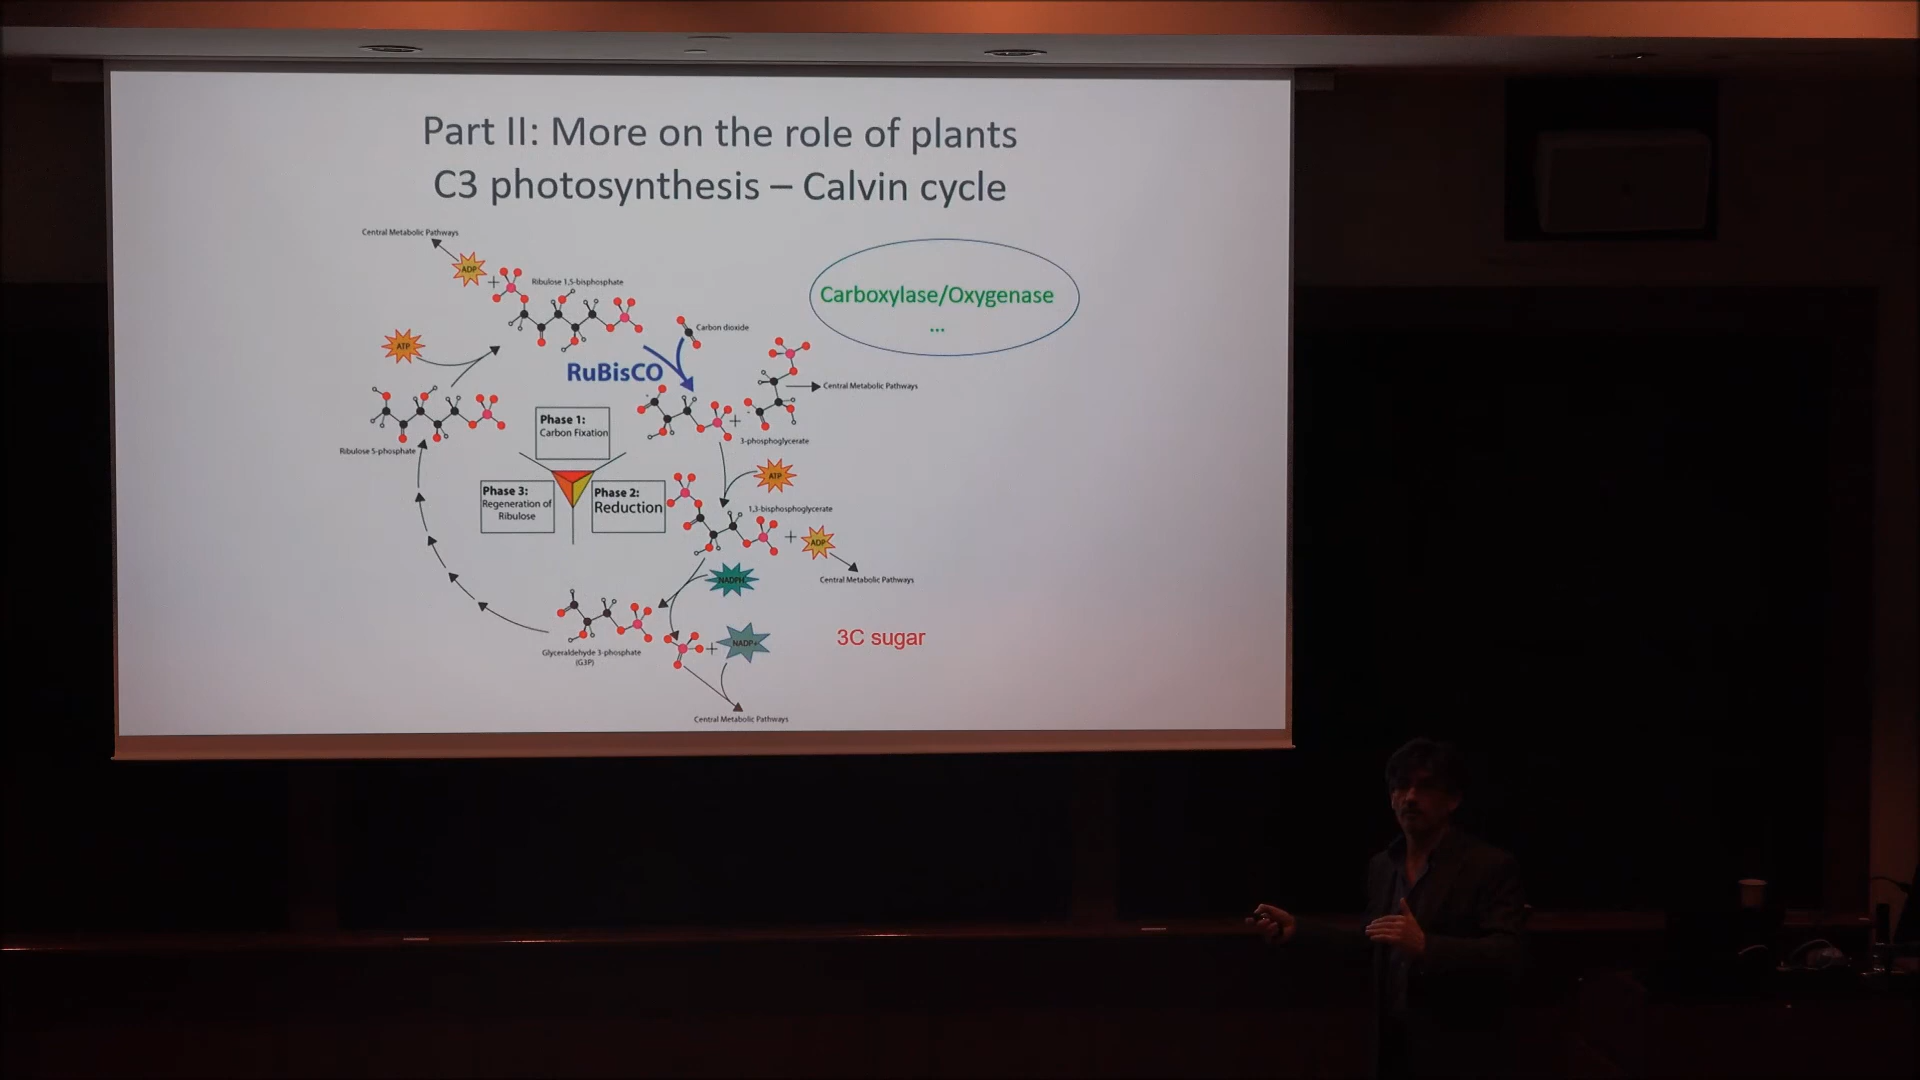 Part II: More on the role of plants
C3 photosynthesis – Calvin cycle
Central Metabolic Pathways
ADP
+
Ribulose 1,5-bisphosphate
Carboxylase/Oxygenase
...
Carbon dioxide
ATP
RuBisCO
Central Metabolic Pathways
+
3-phosphoglycerate
Ribulose 5-phosphate
Phase 1:
Carbon Fixation
ATP
Phase 3:
Regeneration of
Ribulose
Phase 2:
Reduction
1,3-bisphosphoglycerate
+
ADP
Central Metabolic Pathways
NADPH
Glyceraldehyde 3-phosphate
(G3P)
+
NADP+
3C sugar
Central Metabolic Pathways